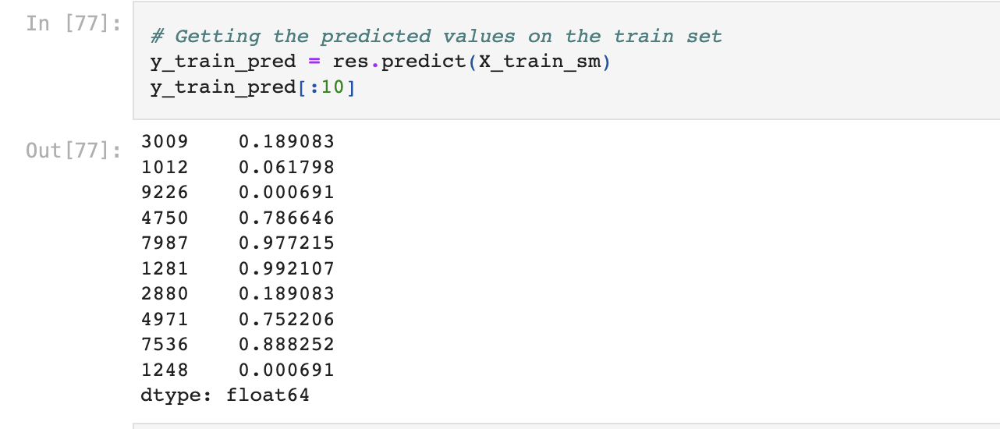 In [77]:
# Getting the predicted values on the train set
y_train_pred = res.predict(X_train_sm)
y_train_pred[:10]
Out[77]:
3009    0.189083
1012    0.061798
9226    0.000691
4750    0.786646
7987    0.977215
1281    0.992107
2880    0.189083
4971    0.752206
7536    0.888252
1248    0.000691
dtype: float64